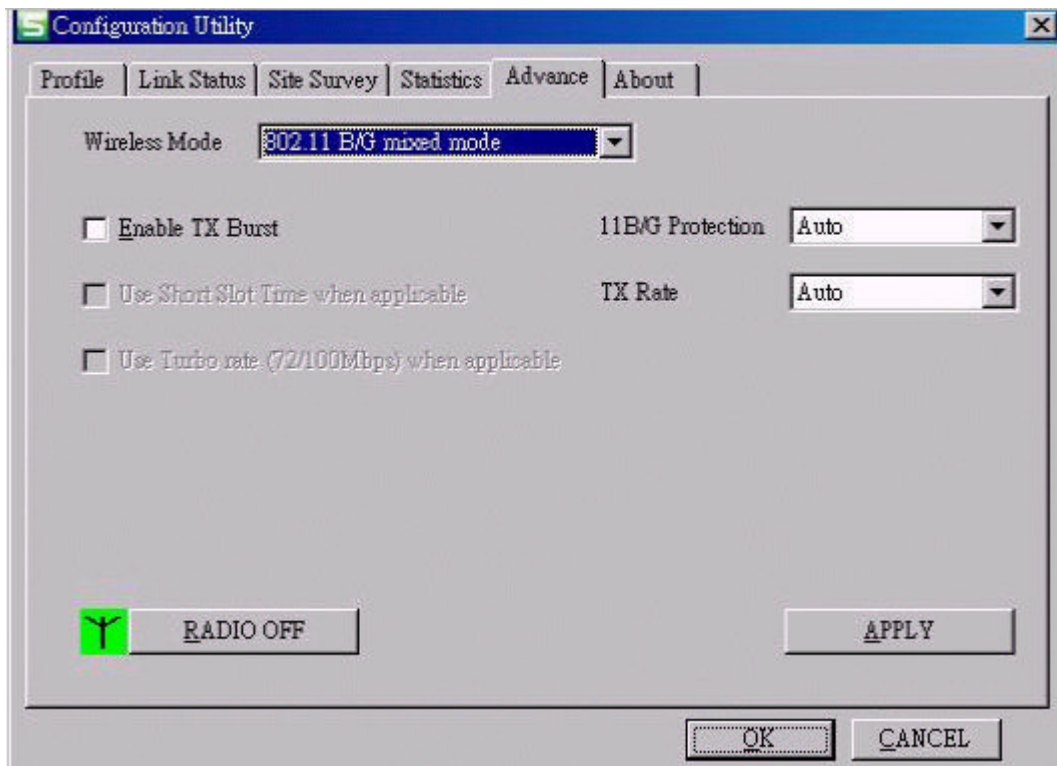 Configuration Utility
Profile
Link Status
Site Survey
Statistics
Advance
About
Wireless Mode
802.11 B/G mixed mode
Enable TX Burst
11B/G Protection
Auto
Use Short Slot Time when applicable
TX Rate
Auto
Use Turbo rate (72/100Mbps) when applicable
RADIO OFF
APPLY
OK
CANCEL